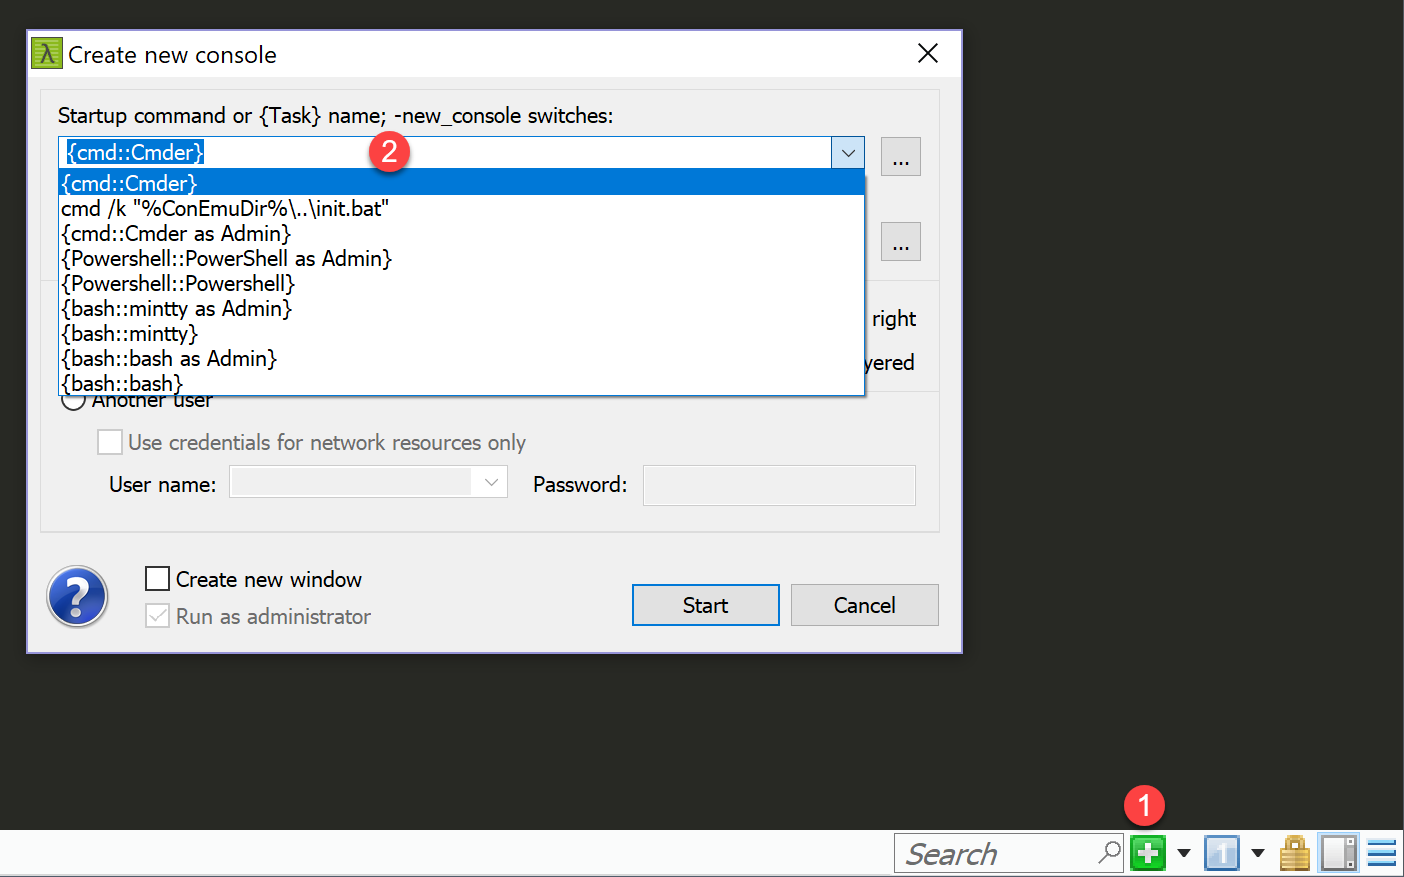 Create new console
Startup command or {Task} name; -new_console switches:
{cmd::Cmder}
2
...
{cmd::Cmder}
cmd /k "%ConEmuDir%\..\init.bat"
{cmd::Cmder as Admin}
...
{Powershell::PowerShell as Admin}
{Powershell::Powershell}
{bash::mintty as Admin}
right
{bash::mintty}
{bash::bash as Admin}
yered
{bash::bash}
Another user
Use credentials for network resources only
User name:
Password:
?
Create new window
Run as administrator
Start
Cancel
1
Search
1